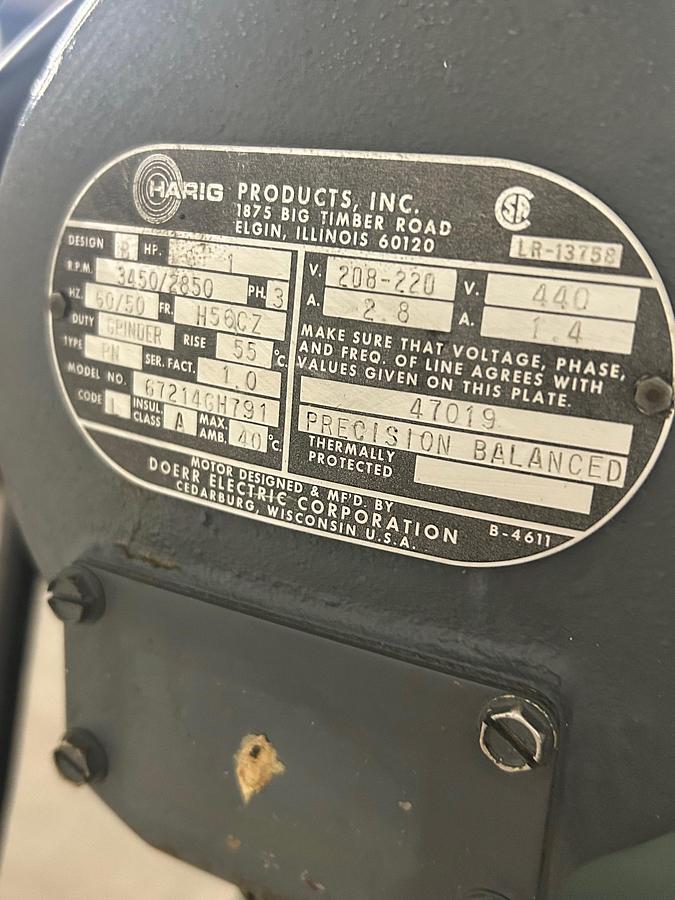 HARIG PRODUCTS, INC.
1875 BIG TIMBER ROAD
ELGIN, ILLINOIS 60120
LR-13758
DESIGN B HP. 1
R.P.M. 3450/2850 PH. 3
HZ. 60/50 FR. H56CZ
DUTY GRINDER RISE 55 °C.
TYPE PN SER. FACT. 1.0
MODEL NO. 67214GH791
CODE L INSUL. CLASS A MAX. AMB. 40 °C.
V. 208-220 V. 440
A. 2.8 A. 1.4
MAKE SURE THAT VOLTAGE, PHASE,
AND FREQ. OF LINE AGREES WITH
VALUES GIVEN ON THIS PLATE.
47019
PRECISION BALANCED
THERMALLY
PROTECTED
MOTOR DESIGNED & MF'D. BY
DOERR ELECTRIC CORPORATION
CEDARBURG, WISCONSIN U.S.A.
B-4611